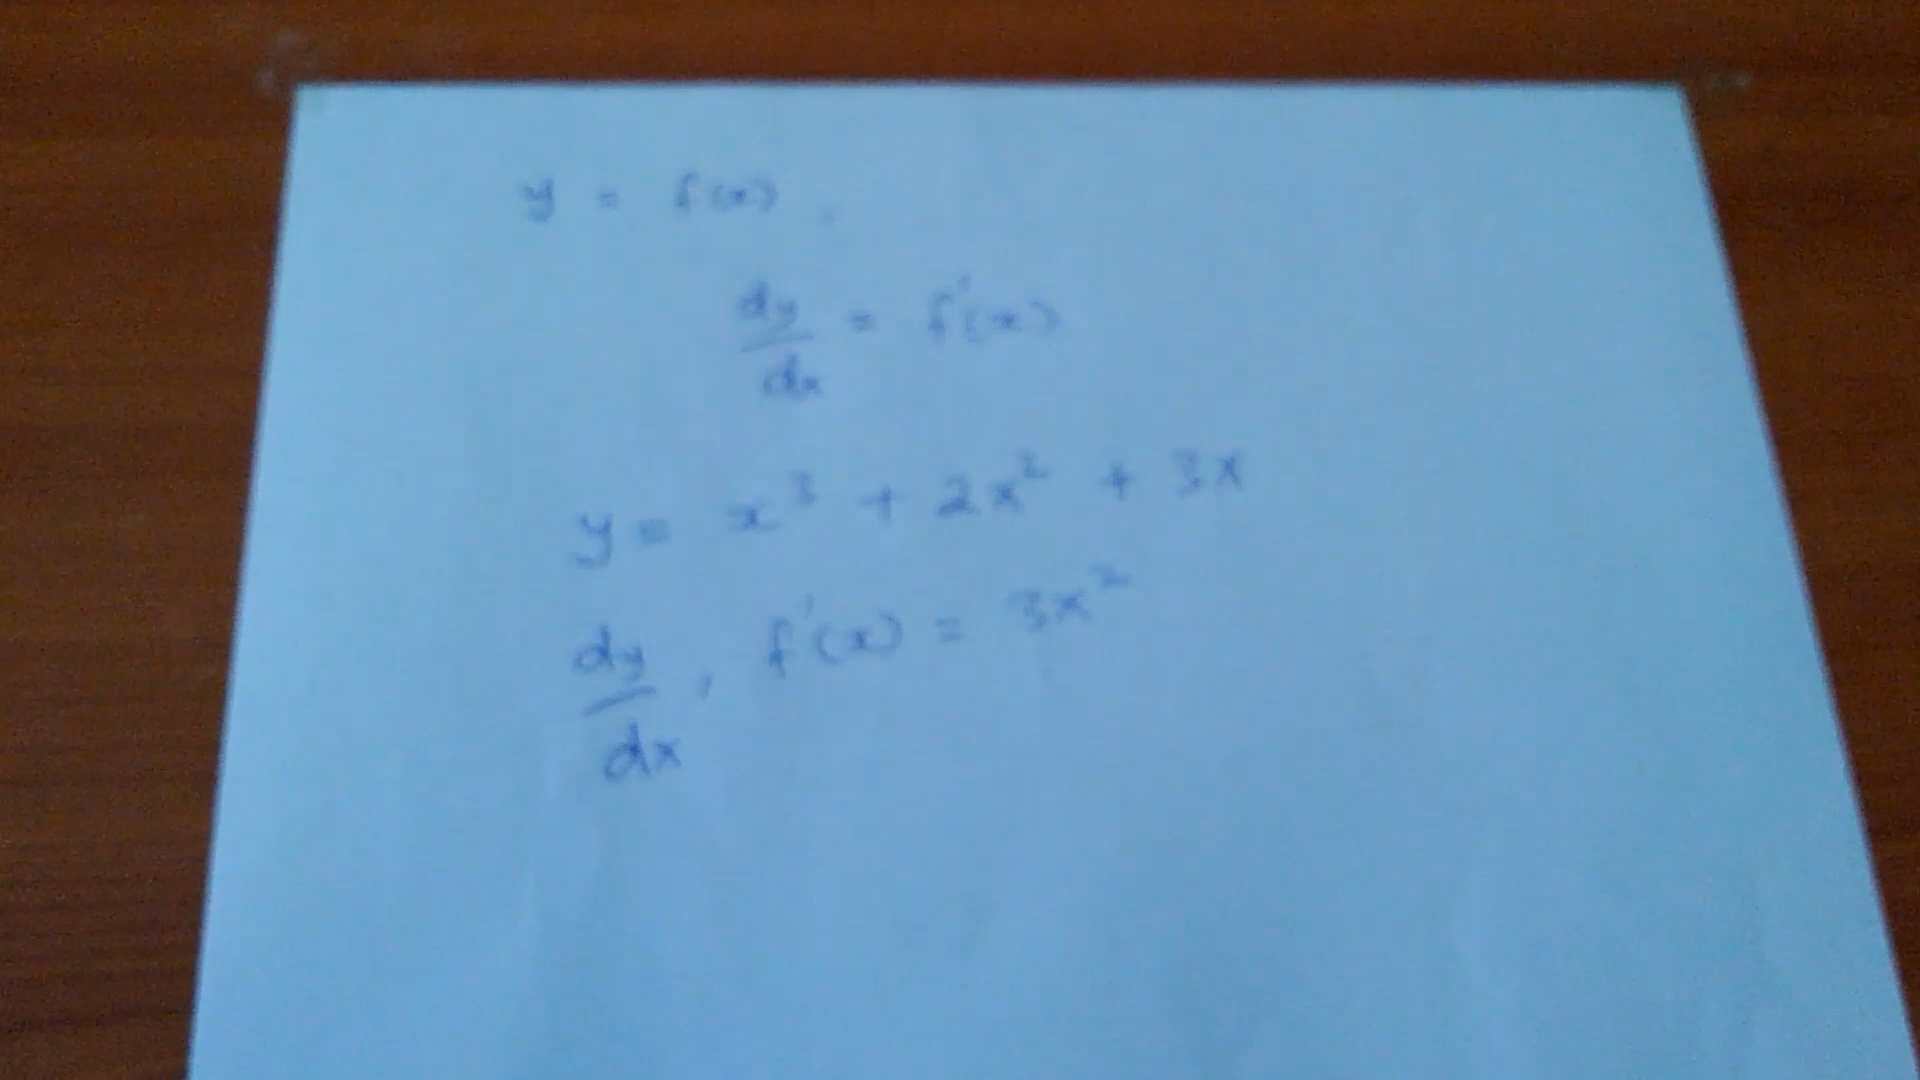 y = f(x).
dy/dx = f'(x)
y = x³ + 2x² + 3x
dy/dx, f'(x) = 3x²